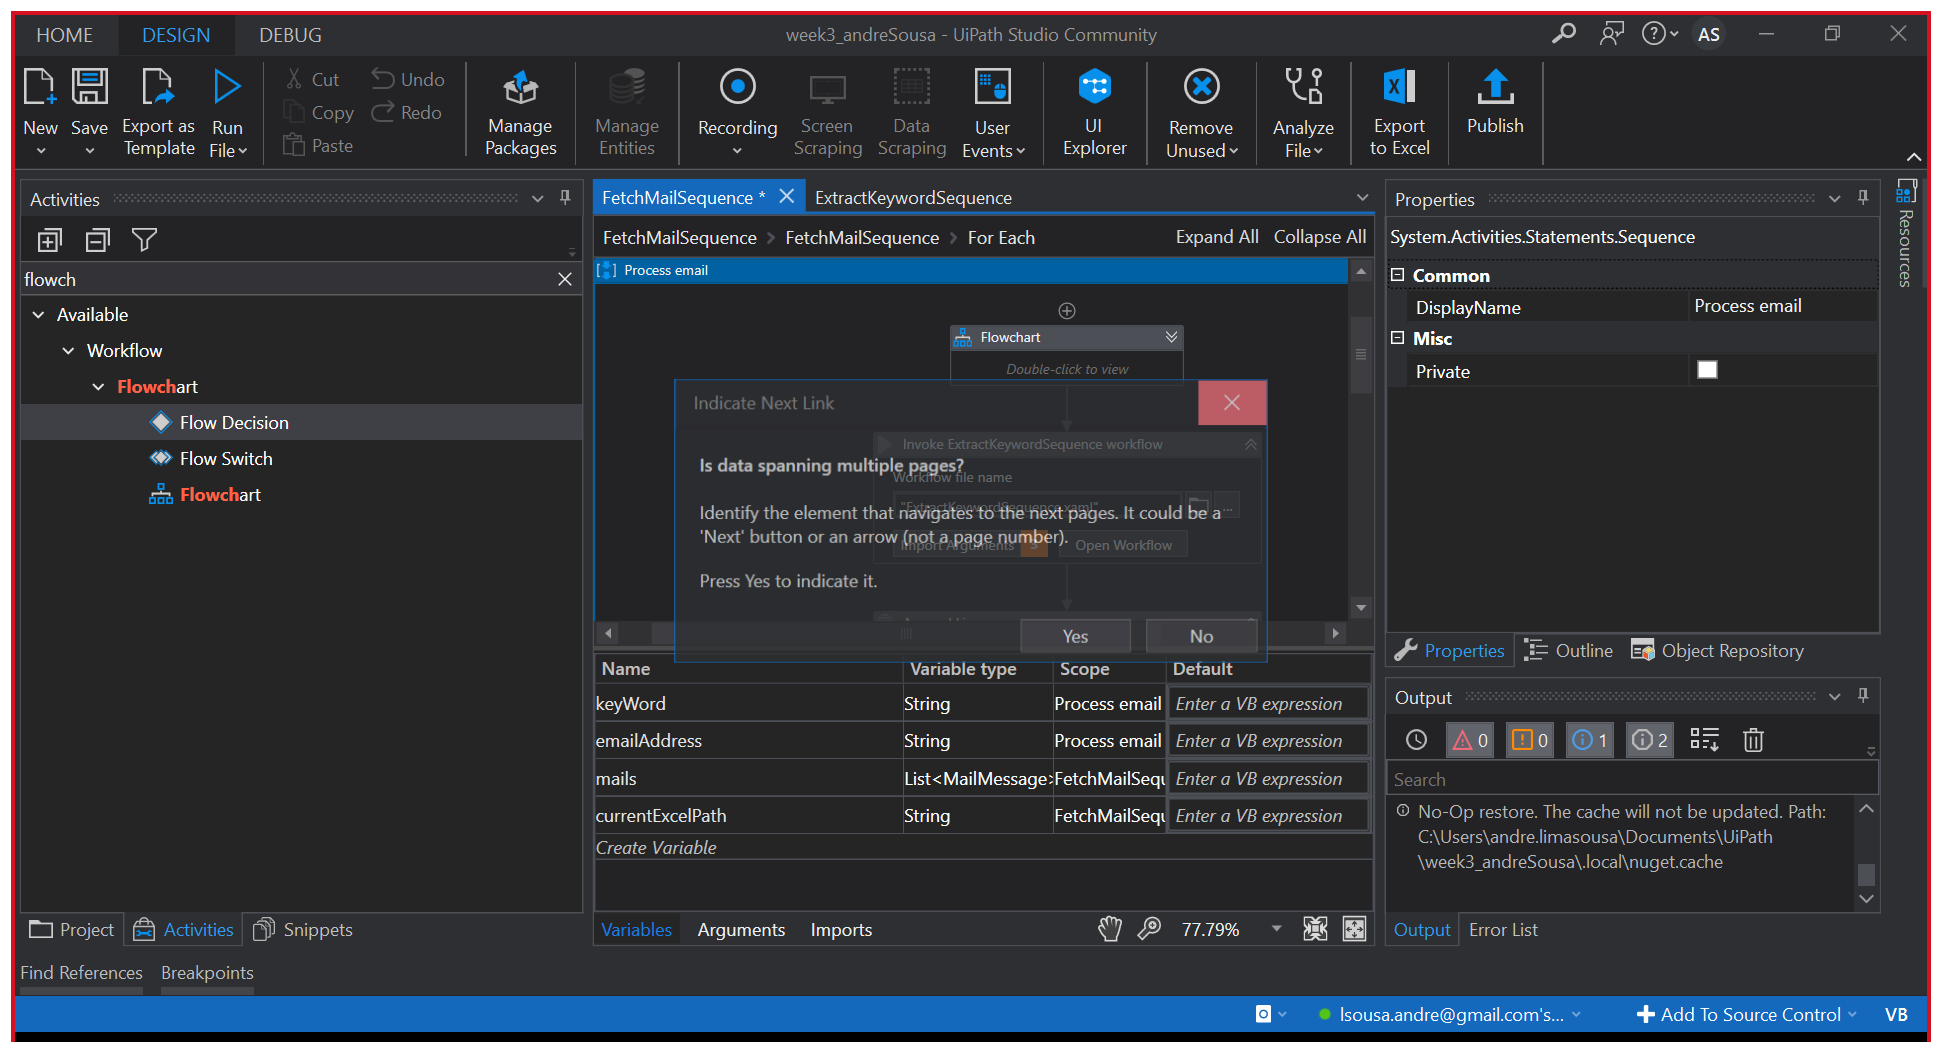 HOME DESIGN DEBUG week3_andreSousa - UiPath Studio Community AS
New Save Export as Template Run File Cut Copy Paste Undo Redo Manage Packages Manage Entities Recording Screen Scraping Data Scraping User Events UI Explorer Remove Unused Analyze File Export to Excel Publish
Activities
flowch
Available
Workflow
Flowchart
Flow Decision
Flow Switch
Flowchart
Project Activities Snippets
FetchMailSequence * ExtractKeywordSequence
FetchMailSequence FetchMailSequence For Each Expand All Collapse All
Process email
Flowchart
Double-click to view
Indicate Next Link
Invoke ExtractKeywordSequence workflow
Is data spanning multiple pages?
Workflow file name
"ExtractKeywordSequence.xaml"
...
Identify the element that navigates to the next pages. It could be a
'Next' button or an arrow (not a page number).
Import Arguments Open Workflow
Press Yes to indicate it.
Yes No
Name Variable type Scope Default
keyWord String Process email Enter a VB expression
emailAddress String Process email Enter a VB expression
mails List<MailMessage> FetchMailSequ Enter a VB expression
currentExcelPath String FetchMailSequ Enter a VB expression
Create Variable
Variables Arguments Imports 77.79%
Properties
System.Activities.Statements.Sequence
Common
DisplayName Process email
Misc
Private
Properties Outline Object Repository
Resources
Output
0 0 1 2
Search
No-Op restore. The cache will not be updated. Path:
C:\Users\andre.limasousa\Documents\UiPath
\week3_andreSousa\.local\nuget.cache
Output Error List
Find References Breakpoints
lsousa.andre@gmail.com's... Add To Source Control VB